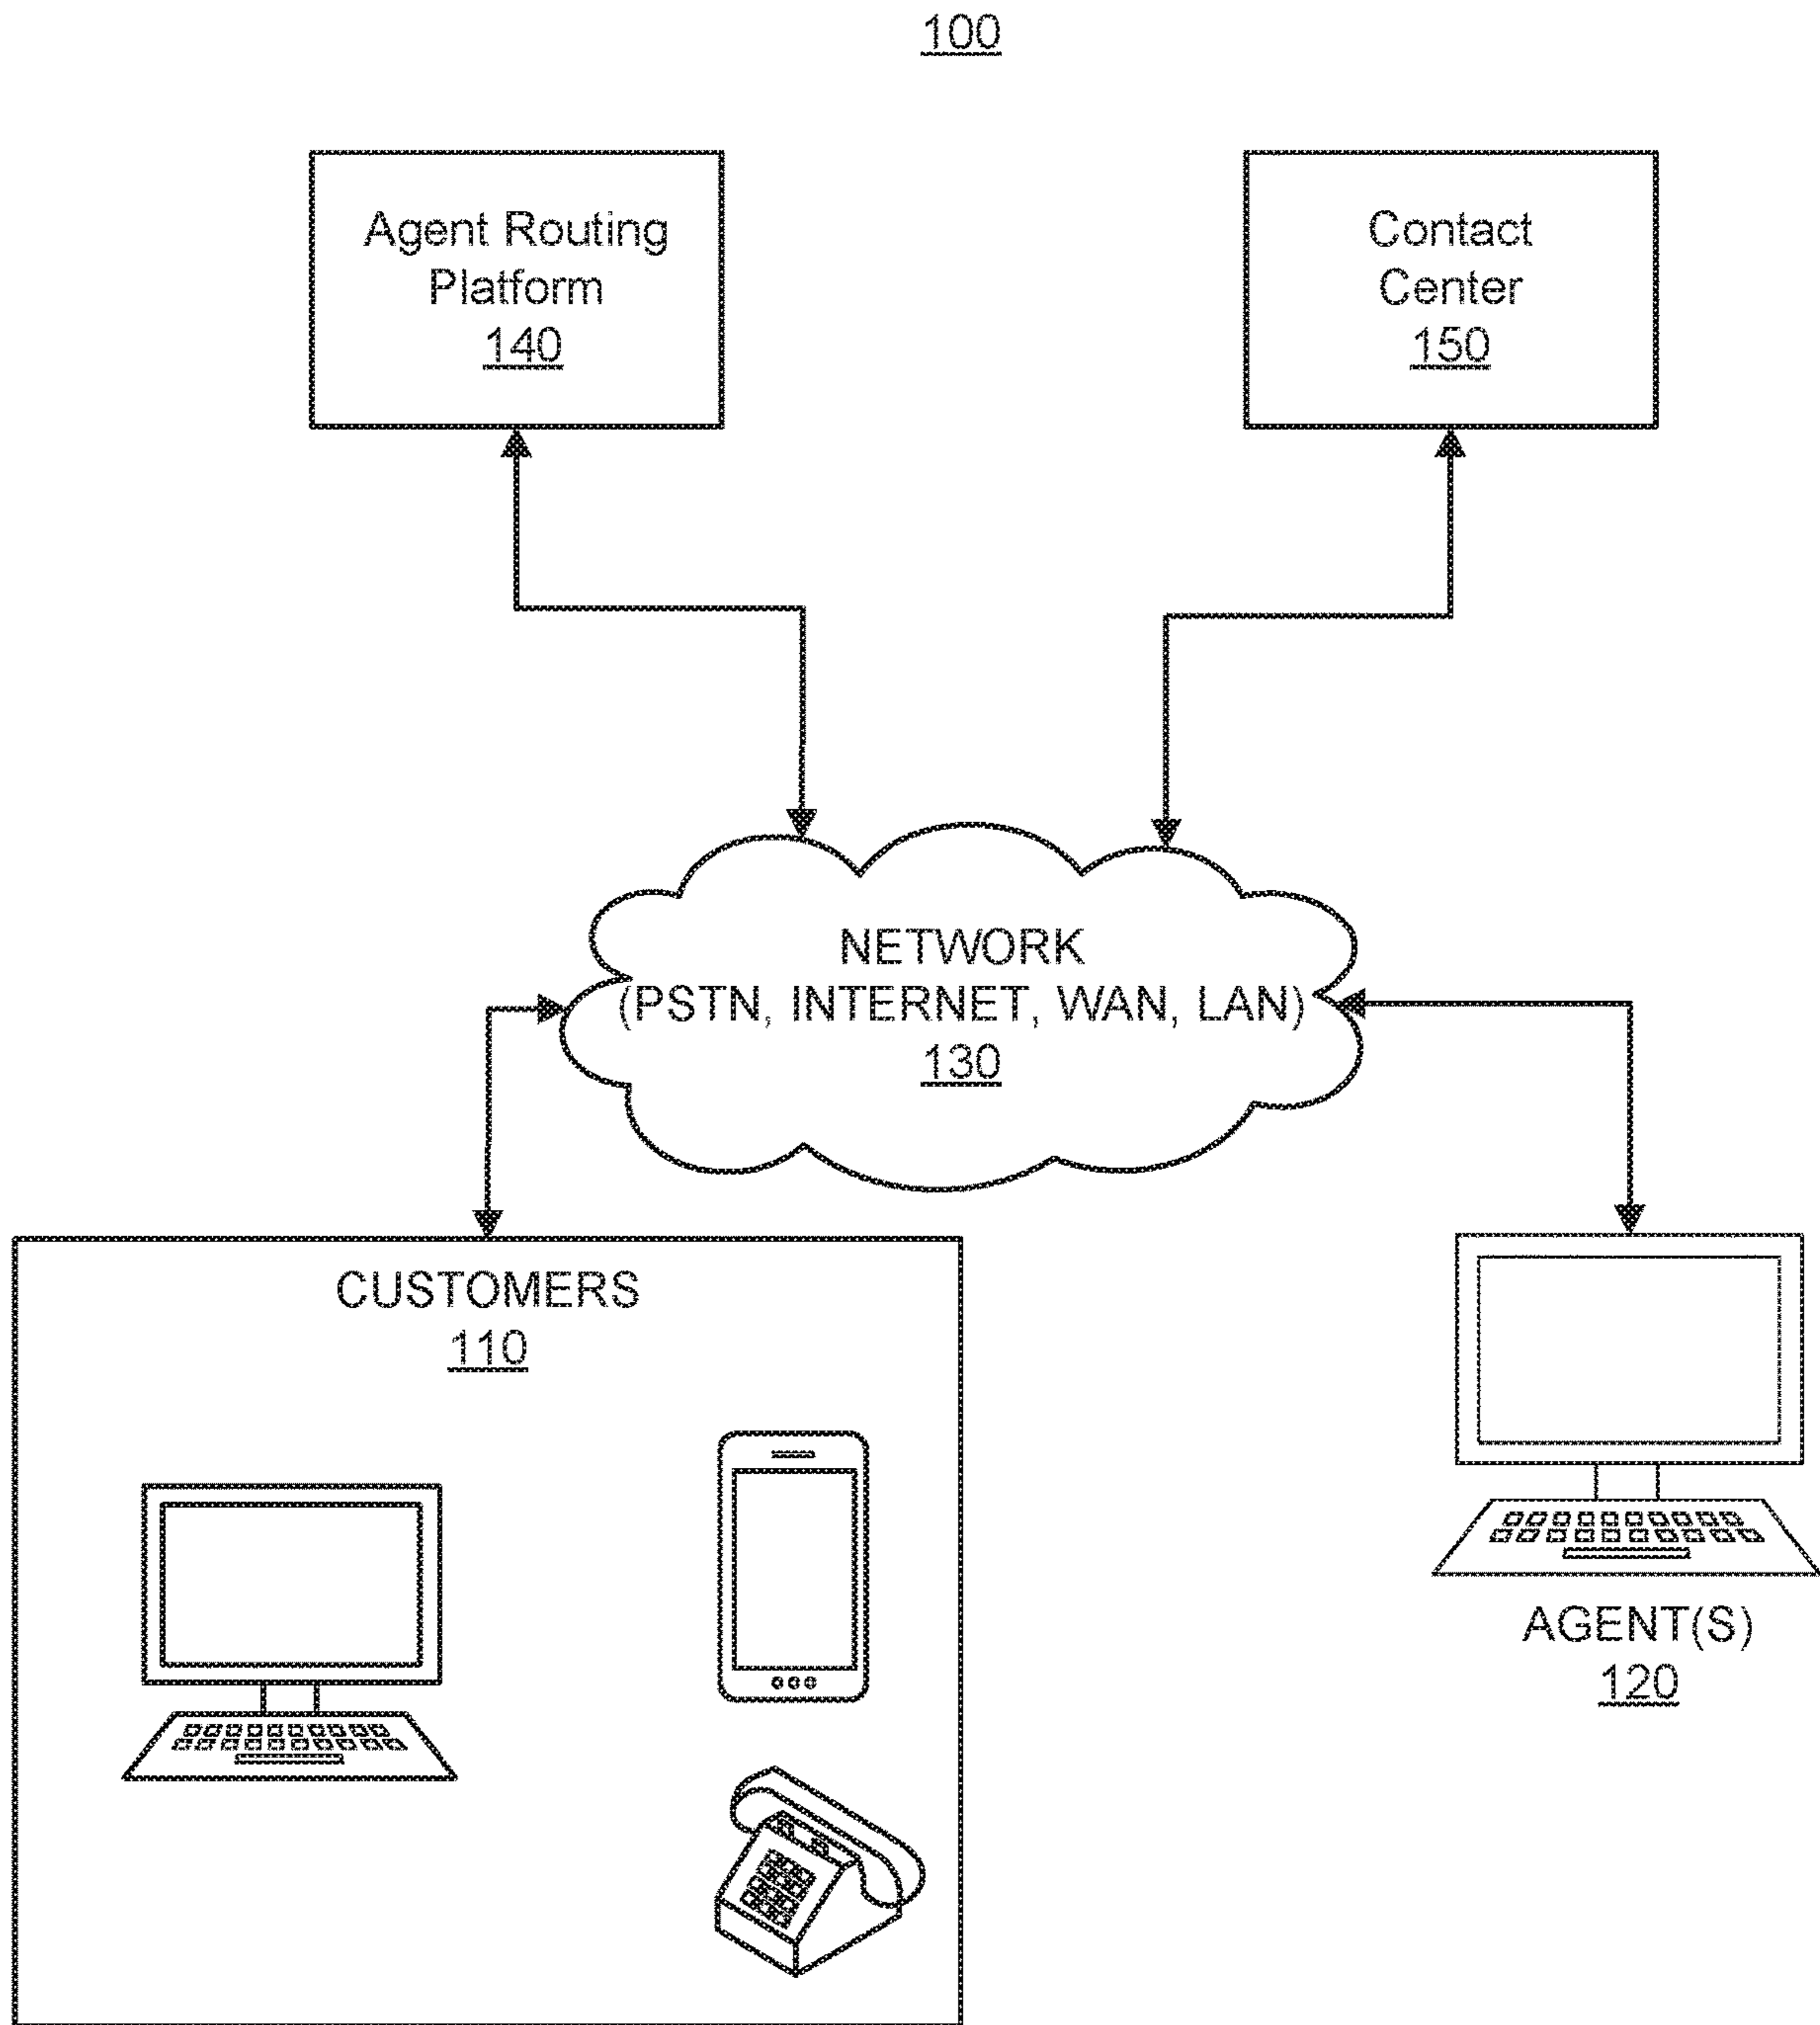 100
Agent Routing
Platform
140
Contact
Center
150
NETWORK
(PSTN, INTERNET, WAN, LAN)
130
CUSTOMERS
110
AGENT(S)
120